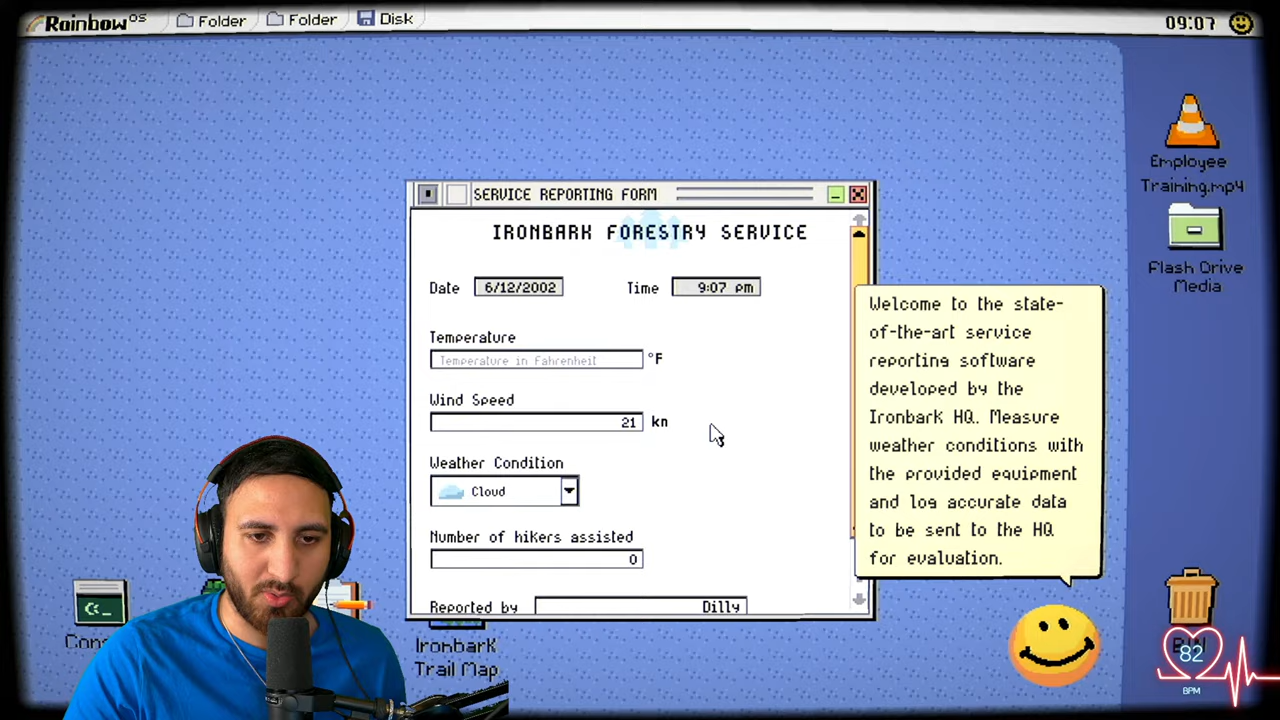 RainbowOS
Folder
Folder
Disk
09:07
Employee
Training.mp4
Flash Drive
Media
SERVICE REPORTING FORM
IRONBARK FORESTRY SERVICE
Date 6/12/2002 Time 9:07 pm
Temperature
Temperature in Fahrenheit °F
Wind Speed
21 kn
Weather Condition
Cloud
Number of hikers assisted
0
Reported by Dilly
Welcome to the state-
of-the-art service
reporting software
developed by the
Ironbark HQ. Measure
weather conditions with
the provided equipment
and log accurate data
to be sent to the HQ
for evaluation.
Ironbark
Trail Map
82
BPM